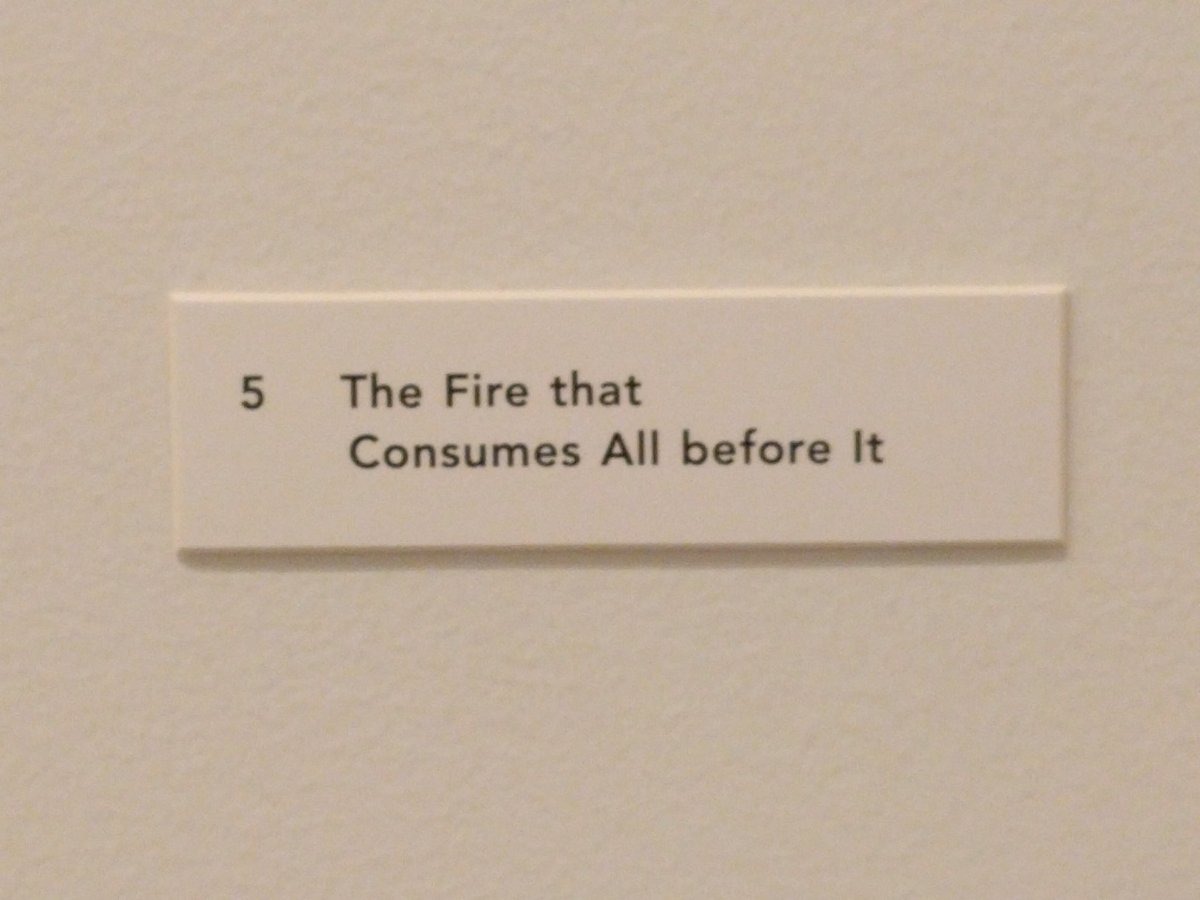 5 The Fire that
Consumes All before It